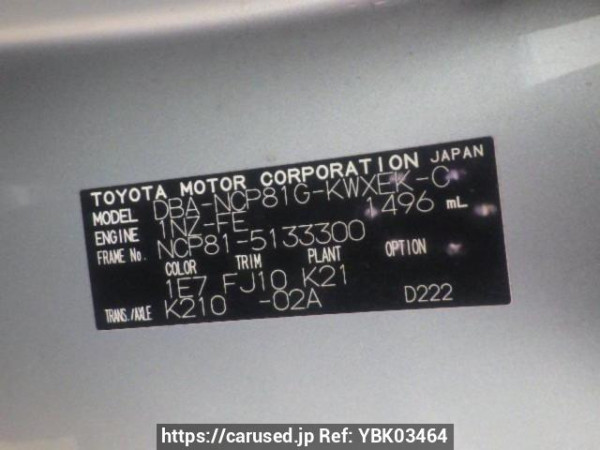 TOYOTA MOTOR CORPORATION JAPAN
MODEL DBA-NCP81G-KWXEK-C
ENGINE 1NZ-FE 1496 mL
FRAME No. NCP81-5133300
COLOR TRIM PLANT OPTION
1E7 FJ10 K21
TRANS./AXLE K210 -02A D222
https://carused.jp Ref: YBK03464